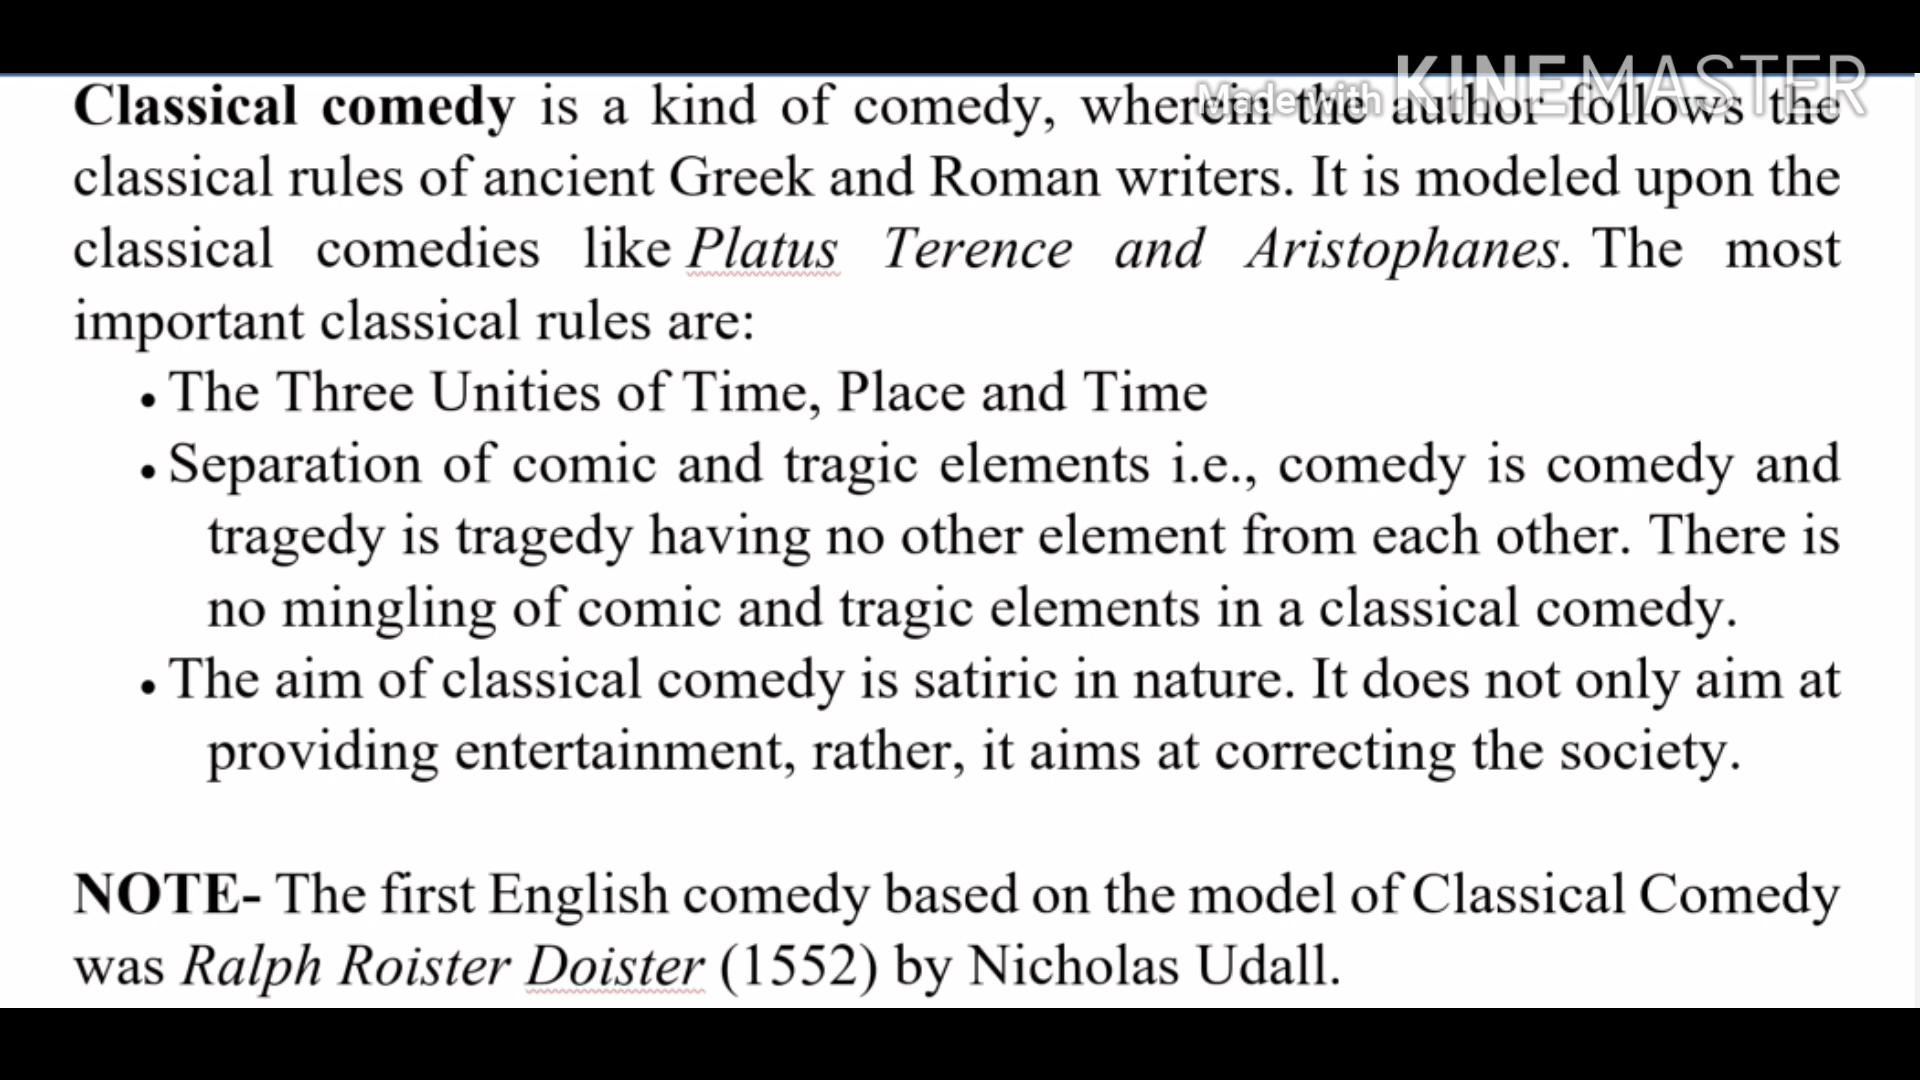 Made with KINEMASTER
Classical comedy is a kind of comedy, wherein the author follows the
classical rules of ancient Greek and Roman writers. It is modeled upon the
classical comedies like Platus Terence and Aristophanes. The most
important classical rules are:
• The Three Unities of Time, Place and Time
• Separation of comic and tragic elements i.e., comedy is comedy and
tragedy is tragedy having no other element from each other. There is
no mingling of comic and tragic elements in a classical comedy.
• The aim of classical comedy is satiric in nature. It does not only aim at
providing entertainment, rather, it aims at correcting the society.
NOTE- The first English comedy based on the model of Classical Comedy
was Ralph Roister Doister (1552) by Nicholas Udall.